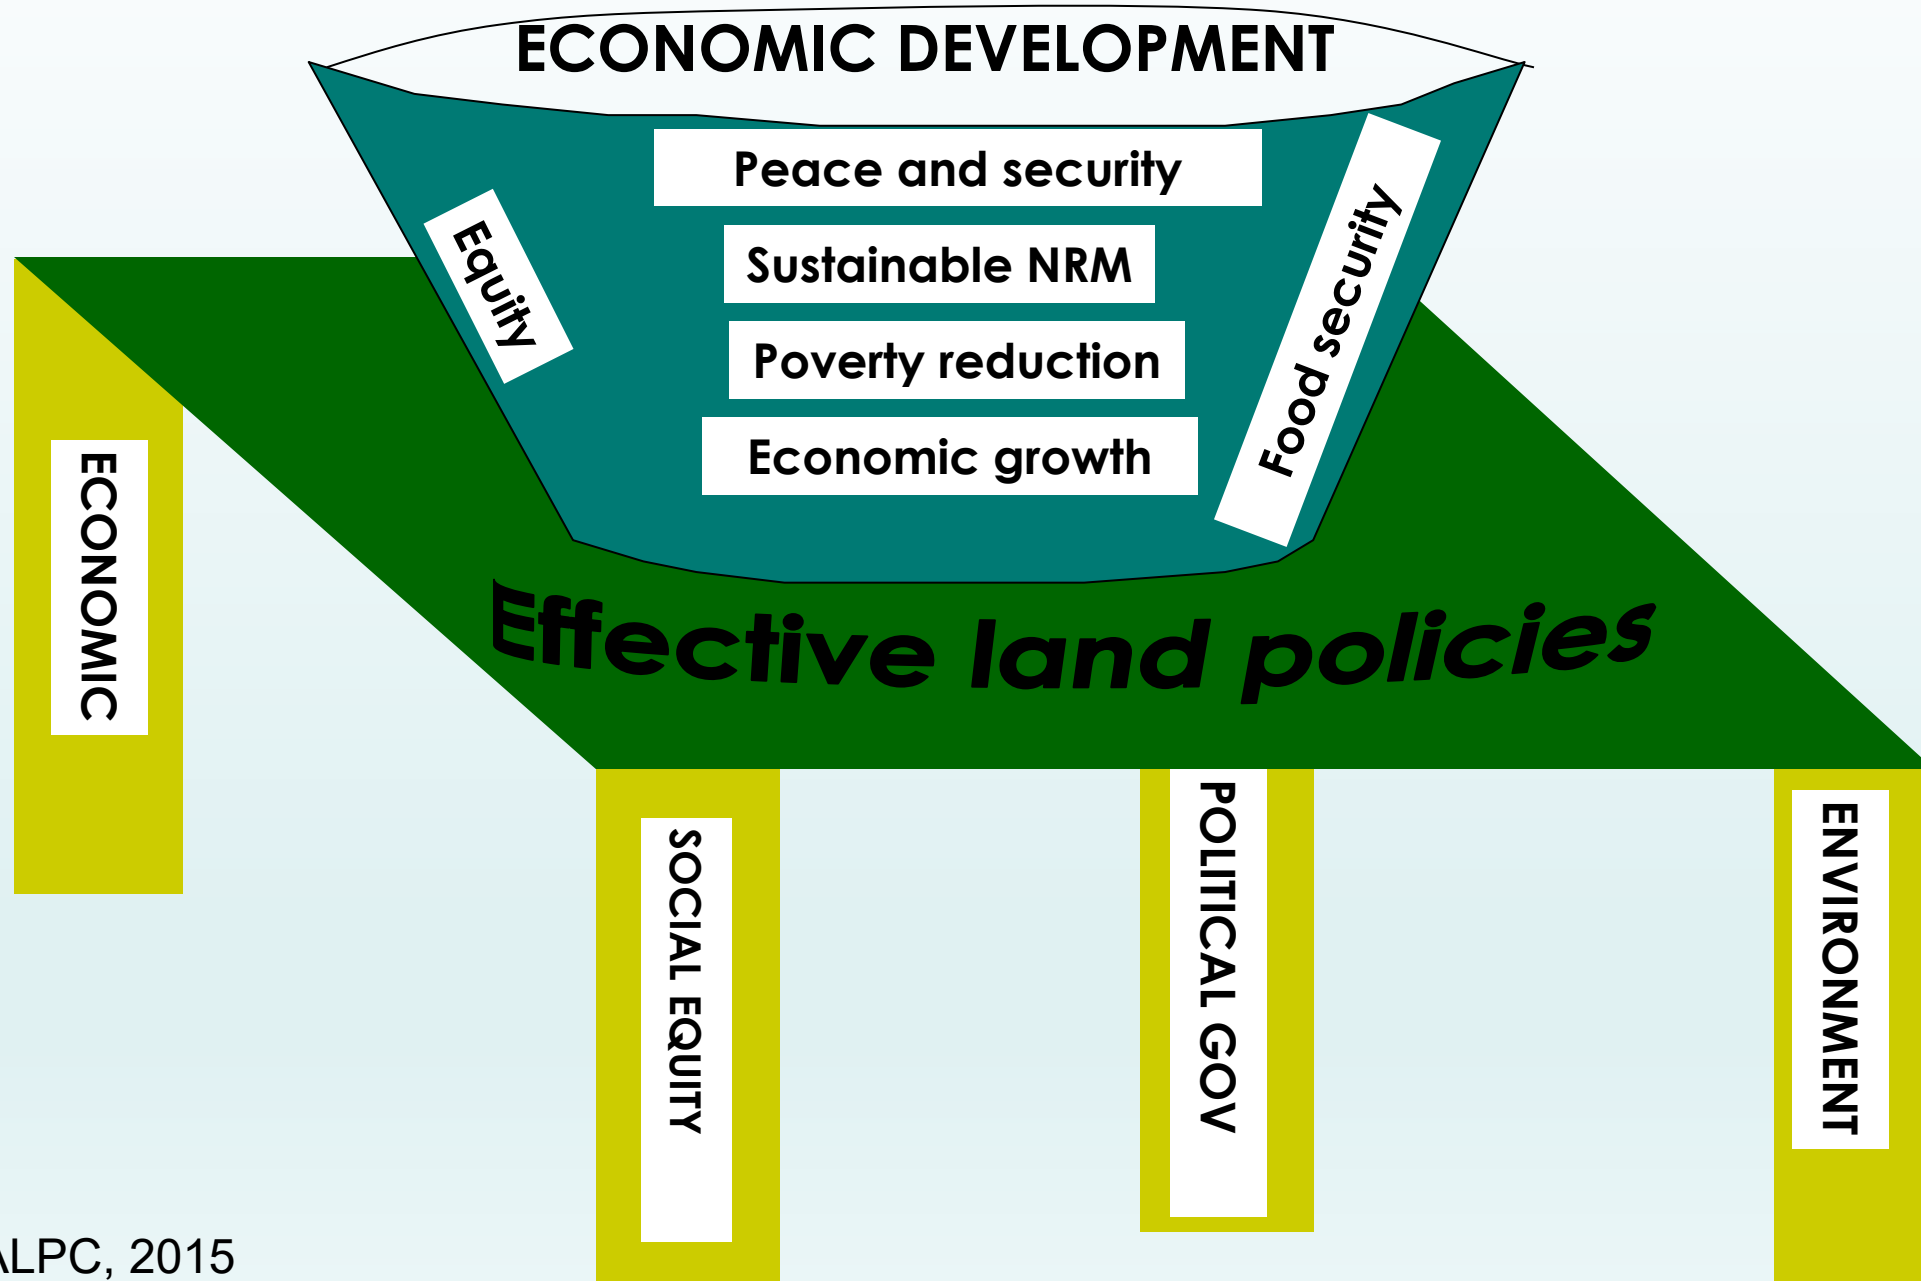 ECONOMIC DEVELOPMENT
Peace and security
Equity
Sustainable NRM
Food security
Poverty reduction
Economic growth
Effective land policies
ECONOMIC
SOCIAL EQUITY
POLITICAL GOV
ENVIRONMENT
ALPC, 2015